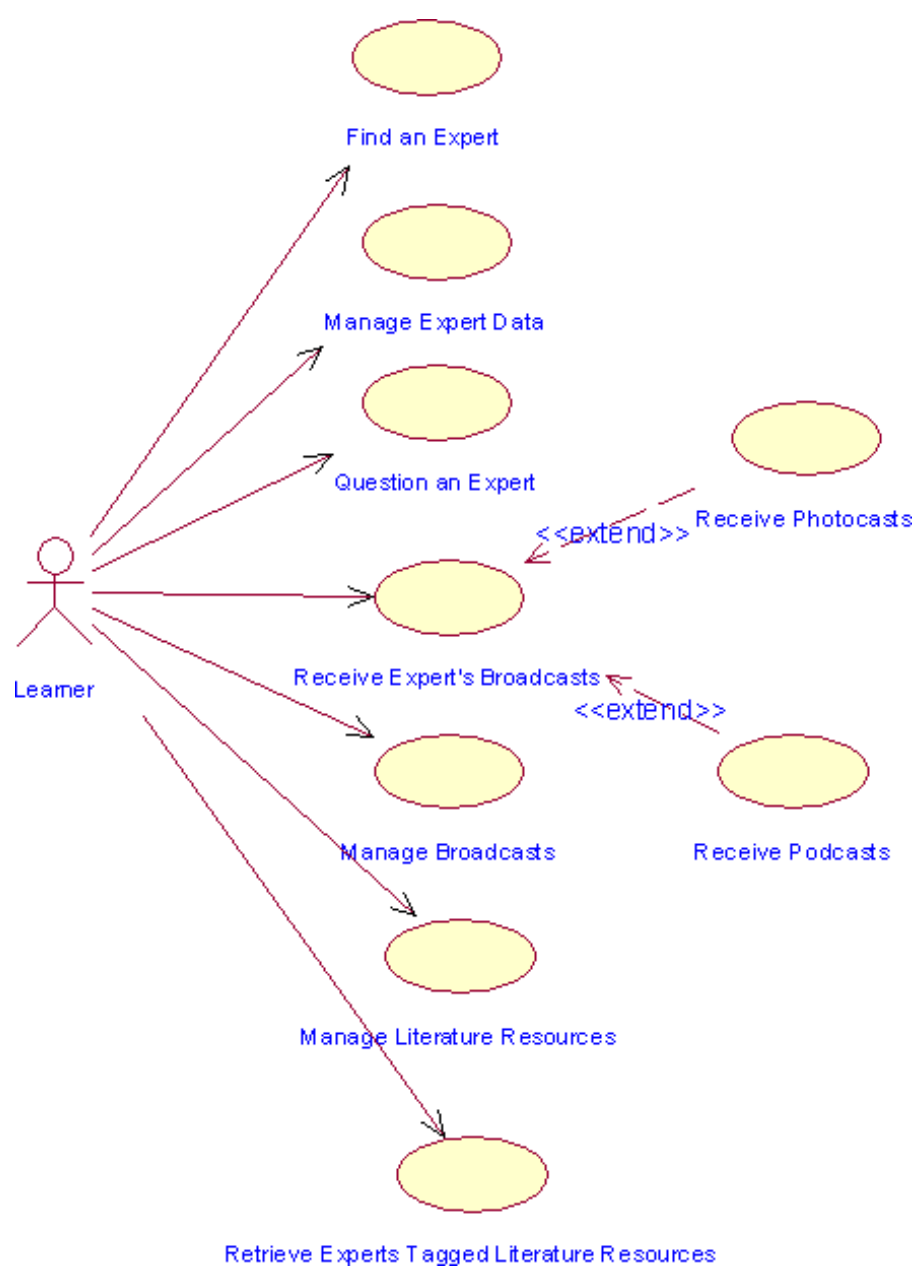 Find an Expert
Manage Expert Data
Question an Expert
Receive Photocasts
<<extend>>
Learner
Receive Expert's Broadcasts
<<extend>>
Manage Broadcasts
Receive Podcasts
Manage Literature Resources
Retrieve Experts Tagged Literature Resources